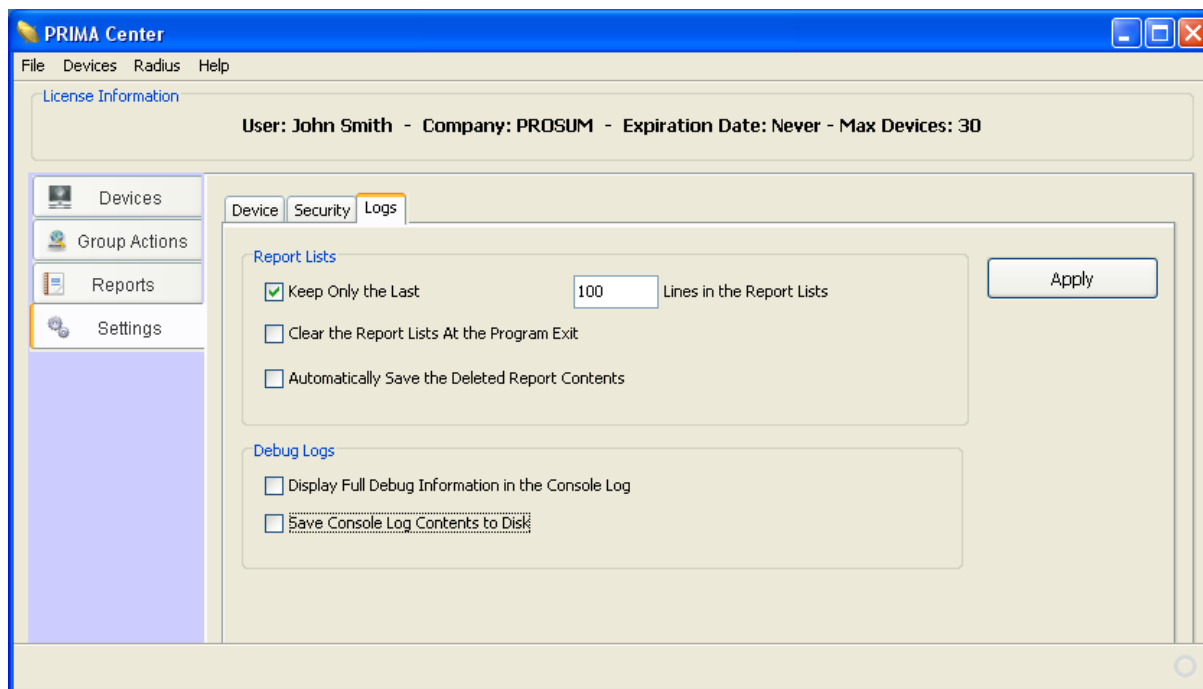 PRIMA Center
File Devices Radius Help
License Information
User: John Smith - Company: PROSUM - Expiration Date: Never - Max Devices: 30
Devices
Group Actions
Reports
Settings
Device Security Logs
Report Lists
Keep Only the Last 100 Lines in the Report Lists
Clear the Report Lists At the Program Exit
Automatically Save the Deleted Report Contents
Apply
Debug Logs
Display Full Debug Information in the Console Log
Save Console Log Contents to Disk